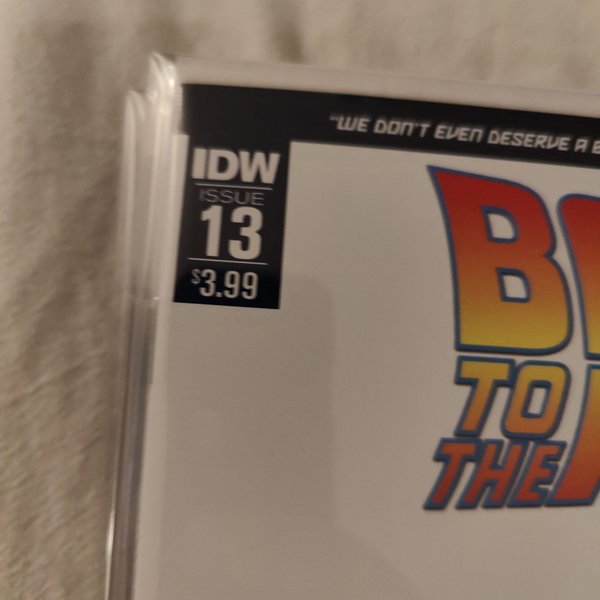 "WE DON'T EVEN DESERVE A
IDW
ISSUE
13
$3.99
B
TO
THE